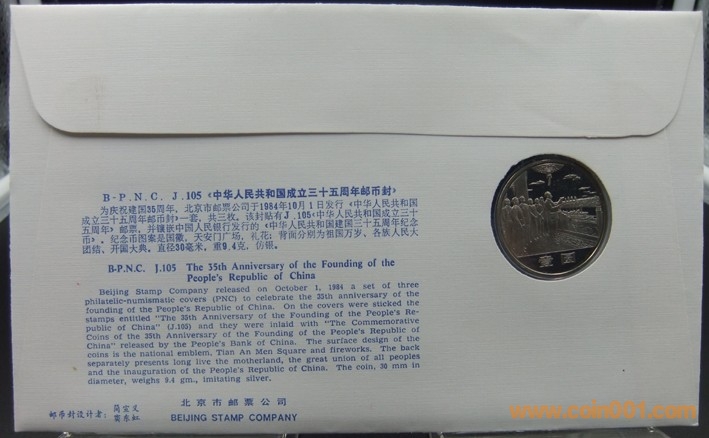 B-P.N.C. J.105《中华人民共和国成立三十五周年邮币封》
为庆祝建国35周年，北京市邮票公司于1984年10月1日发行《中华人民共和国
成立三十五周年邮币封》一套，共三枚。该封贴有J.105《中华人民共和国成立三十
五周年》邮票，并镶嵌中国人民银行发行的《中华人民共和国建国三十五周年纪念
币》。纪念币图案是国徽，天安门广场，礼花；背面分别为祖国万岁、各族人民大
团结、开国大典。直径30毫米，重9.4克，仿银。
B-P.N.C. J.105 The 35th Anniversary of the Founding of the
People's Republic of China
Beijing Stamp Company released on October 1, 1984 a set of three
philatelic-numismatic covers (PNC) to celebrate the 35th anniversary of the
founding of the People's Republic of China. On the covers were sticked the
stamps entitled "The 35th Anniversary of the Founding of the People's Re-
public of China" (J.105) and they were inlaid with "The Commemorative
Coins of the 35th Anniversary of the Founding of the People's Republic of
China" released by the People's Bank of China. The surface design of the
coins is the national emblem, Tian An Men Square and fireworks. The back
separately presents long live the motherland, the great union of all peoples
and the inauguration of the People's Republic of China. The coin, 30 mm in
diameter, weighs 9.4 gm., imitating silver.
壹圆
邮币封设计者：
北京市邮票公司
BEIJING STAMP COMPANY
www.coin001.com